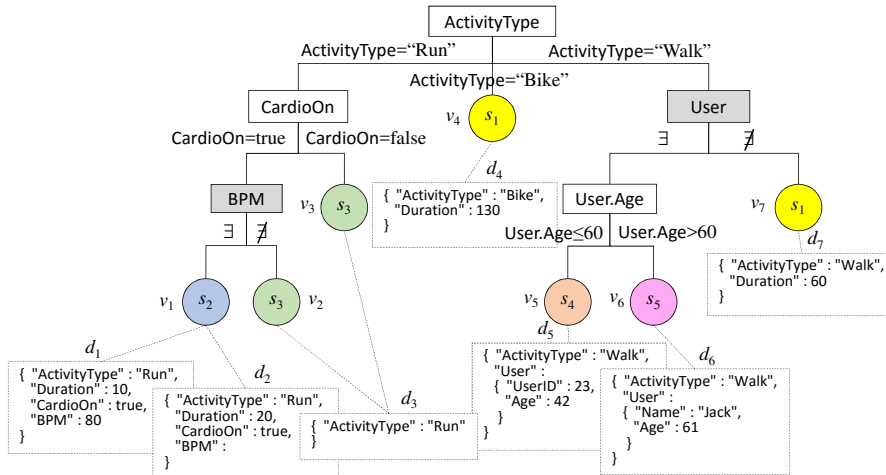 ActivityType
ActivityType="Run"
ActivityType="Walk"
ActivityType="Bike"
CardioOn
User
v4
s1
CardioOn=true
CardioOn=false
∃
∄
d4
BPM
v3
s3
{ "ActivityType" : "Bike",
"Duration" : 130
}
User.Age
v7
s1
∃
∄
User.Age≤60
User.Age>60
d7
{ "ActivityType" : "Walk",
"Duration" : 60
}
v1
s2
s3
v2
v5
s4
v6
s5
d1
{ "ActivityType" : "Run",
"Duration" : 10,
"CardioOn" : true,
"BPM" : 80
}
d2
{ "ActivityType" : "Run",
"Duration" : 20,
"CardioOn" : true,
"BPM" :
}
d3
{ "ActivityType" : "Run"
}
d5
{ "ActivityType" : "Walk",
"User" :
{ "UserID" : 23,
"Age" : 42
}
}
d6
{ "ActivityType" : "Walk",
"User" :
{ "Name" : "Jack",
"Age" : 61
}
}